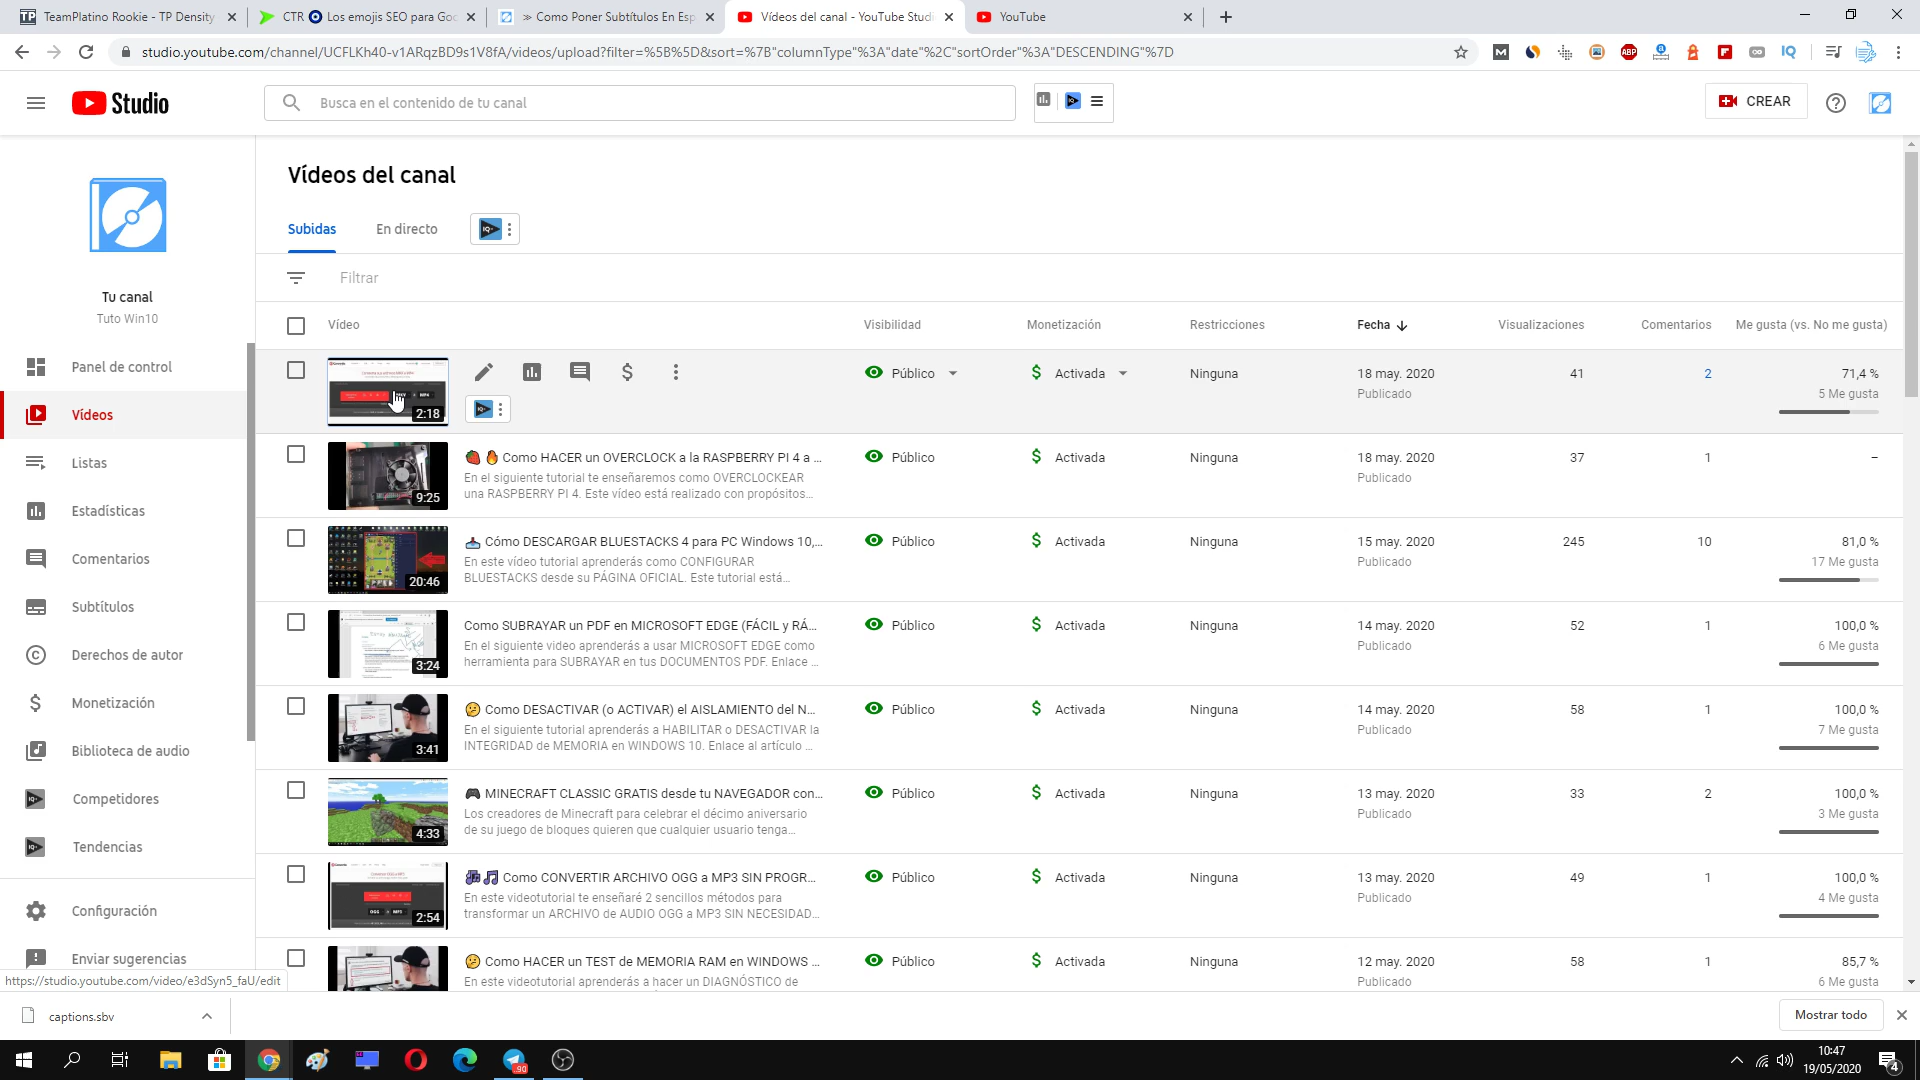 TeamPlatino Rookie - TP Density
CTR 🧿 Los emojis SEO para Goo
≫ Como Poner Subtítulos En Esp
Vídeos del canal - YouTube Studi
YouTube
studio.youtube.com/channel/UCFLKh40-v1ARqzBD9s1V8fA/videos/upload?filter=%5B%5D&sort=%7B"columnType"%3A"date"%2C"sortOrder"%3A"DESCENDING"%7D
Studio
Busca en el contenido de tu canal
CREAR
Vídeos del canal
Subidas
En directo
Filtrar
Tu canal
Tuto Win10
Panel de control
Vídeos
Listas
Estadísticas
Comentarios
Subtítulos
Derechos de autor
Monetización
Biblioteca de audio
Competidores
Tendencias
Configuración
Enviar sugerencias
Vídeo Visibilidad Monetización Restricciones Fecha Visualizaciones Comentarios Me gusta (vs. No me gusta)
2:18
Público Activada Ninguna 18 may. 2020 41 2 71,4 %
Publicado 5 Me gusta
9:25
🍓 🔥 Como HACER un OVERCLOCK a la RASPBERRY PI 4 a ...
En el siguiente tutorial te enseñaremos como OVERCLOCKEAR
una RASPBERRY PI 4. Este vídeo está realizado con propósitos...
Público Activada Ninguna 18 may. 2020 37 1 –
Publicado
20:46
📥 Cómo DESCARGAR BLUESTACKS 4 para PC Windows 10,...
En este vídeo tutorial aprenderás como CONFIGURAR
BLUESTACKS desde su PÁGINA OFICIAL. Este tutorial está...
Público Activada Ninguna 15 may. 2020 245 10 81,0 %
Publicado 17 Me gusta
3:24
Como SUBRAYAR un PDF en MICROSOFT EDGE (FÁCIL y RÁ...
En el siguiente video aprenderás a usar MICROSOFT EDGE como
herramienta para SUBRAYAR en tus DOCUMENTOS PDF. Enlace ...
Público Activada Ninguna 14 may. 2020 52 1 100,0 %
Publicado 6 Me gusta
3:41
🤔 Como DESACTIVAR (o ACTIVAR) el AISLAMIENTO del N...
En el siguiente tutorial aprenderás a HABILITAR o DESACTIVAR la
INTEGRIDAD de MEMORIA en WINDOWS 10. Enlace al artículo ...
Público Activada Ninguna 14 may. 2020 58 1 100,0 %
Publicado 7 Me gusta
4:33
🎮 MINECRAFT CLASSIC GRATIS desde tu NAVEGADOR con...
Los creadores de Minecraft para celebrar el décimo aniversario
de su juego de bloques quieren que cualquier usuario tenga...
Público Activada Ninguna 13 may. 2020 33 2 100,0 %
Publicado 3 Me gusta
OGG MP3
2:54
🎶🎵 Como CONVERTIR ARCHIVO OGG a MP3 SIN PROGR...
En este videotutorial te enseñaré 2 sencillos métodos para
transformar un ARCHIVO de AUDIO OGG a MP3 SIN NECESIDAD...
Público Activada Ninguna 13 may. 2020 49 1 100,0 %
Publicado 4 Me gusta
🤔 Como HACER un TEST de MEMORIA RAM en WINDOWS ...
En este videotutorial aprenderás a hacer un DIAGNÓSTICO de
Público Activada Ninguna 12 may. 2020 58 1 85,7 %
Publicado 6 Me gusta
https://studio.youtube.com/video/e3dSyn5_faU/edit
captions.sbv
Mostrar todo
90
10:47
19/05/2020
4